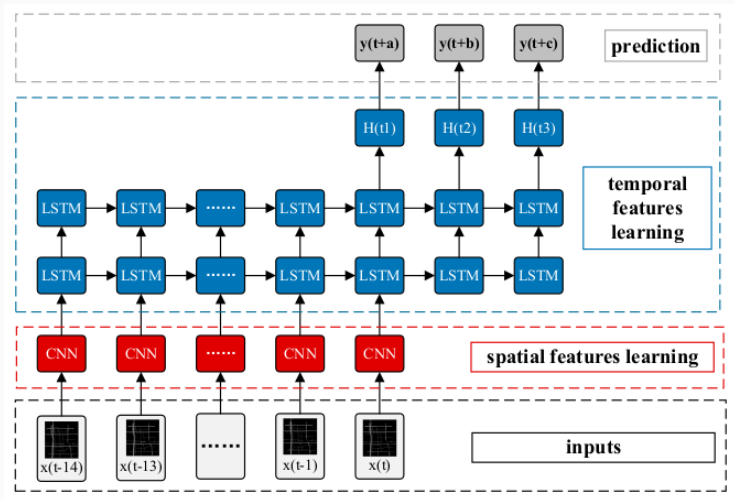 y(t+a) y(t+b) y(t+c) prediction
H(t1) H(t2) H(t3)
temporal
features
learning
LSTM LSTM ...... LSTM LSTM LSTM LSTM
LSTM LSTM ...... LSTM LSTM LSTM LSTM
CNN CNN ...... CNN CNN spatial features learning
x(t-14) x(t-13) ...... x(t-1) x(t) inputs